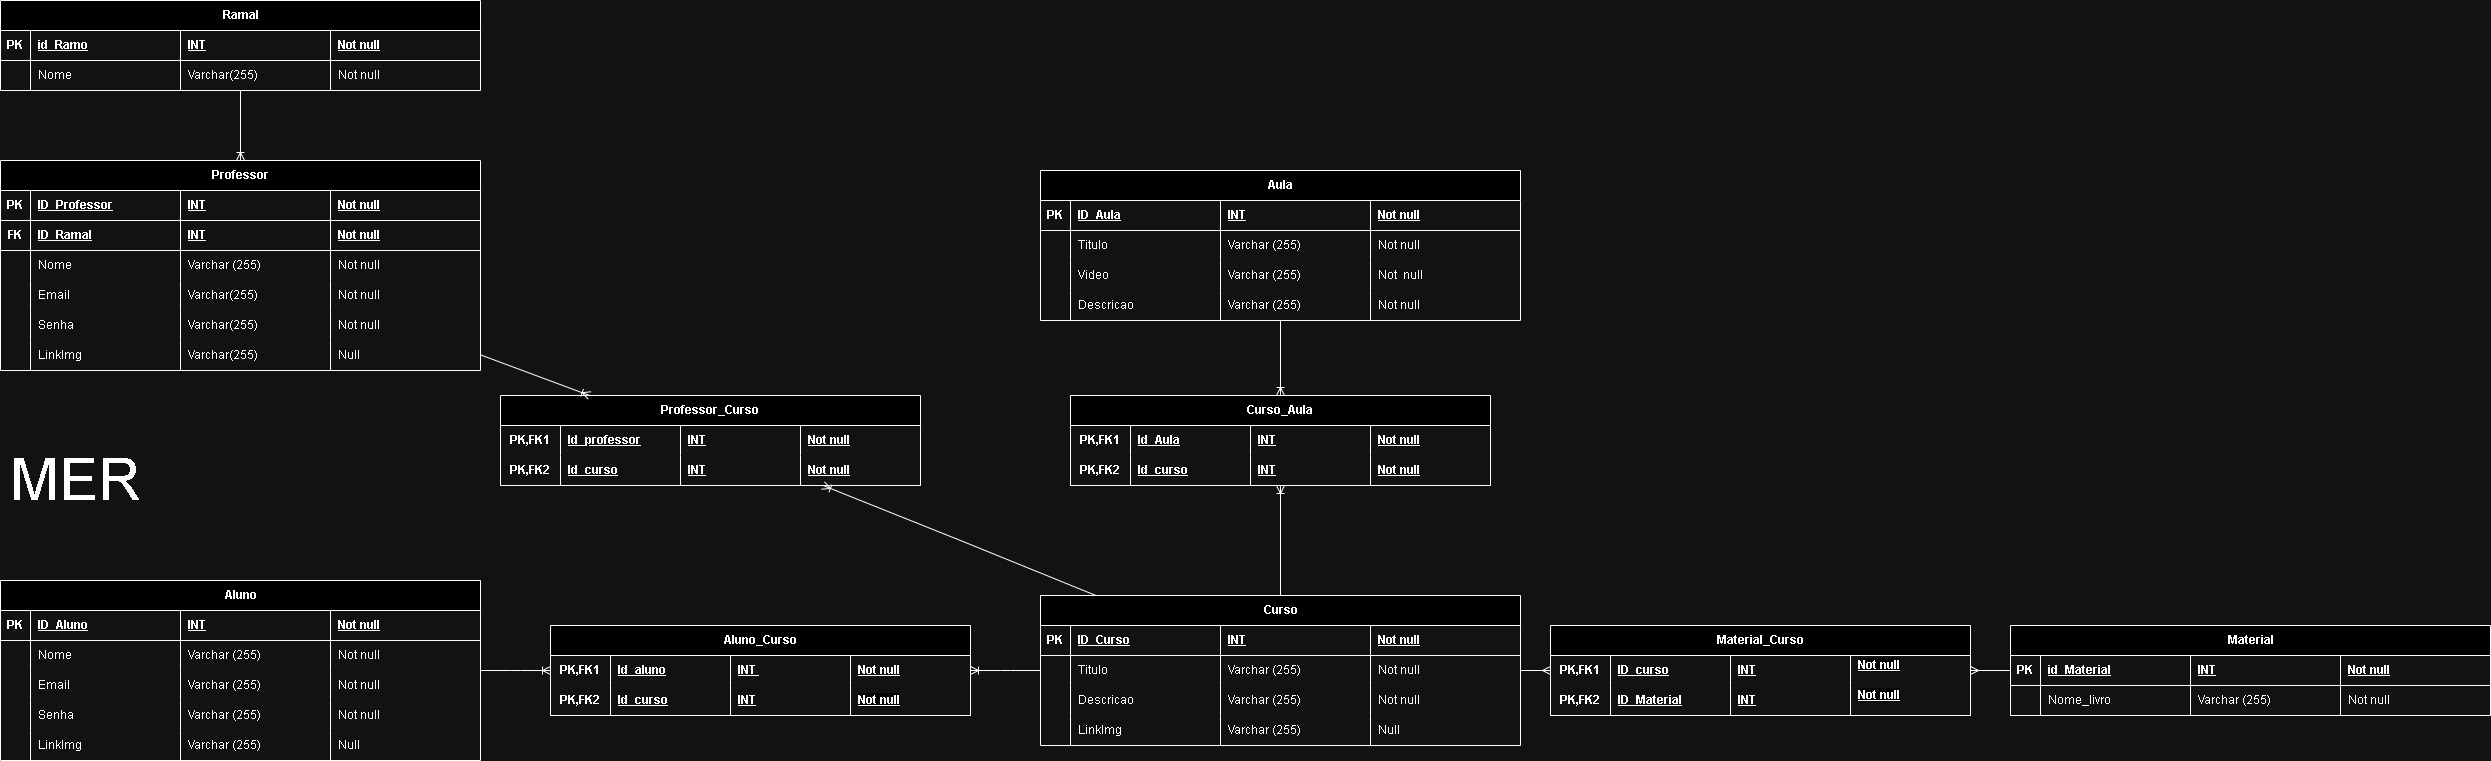 Ramal
PK id_Ramo INT Not null
Nome Varchar(255) Not null
Professor
PK ID_Professor INT Not null
FK ID_Ramal INT Not null
Nome Varchar (255) Not null
Email Varchar(255) Not null
Senha Varchar(255) Not null
LinkImg Varchar(255) Null
Aula
PK ID_Aula INT Not null
Titulo Varchar (255) Not null
Video Varchar (255) Not null
Descricao Varchar (255) Not null
Professor_Curso
PK,FK1 Id_professor INT Not null
PK,FK2 Id_curso INT Not null
Curso_Aula
PK,FK1 Id_Aula INT Not null
PK,FK2 Id_curso INT Not null
MER
Aluno
PK ID_Aluno INT Not null
Nome Varchar (255) Not null
Email Varchar (255) Not null
Senha Varchar (255) Not null
LinkImg Varchar (255) Null
Aluno_Curso
PK,FK1 Id_aluno INT Not null
PK,FK2 Id_curso INT Not null
Curso
PK ID_Curso INT Not null
Titulo Varchar (255) Not null
Descricao Varchar (255) Not null
LinkImg Varchar (255) Null
Material_Curso
PK,FK1 ID_curso INT Not null
PK,FK2 ID_Material INT Not null
Material
PK id_Material INT Not null
Nome_livro Varchar (255) Not null